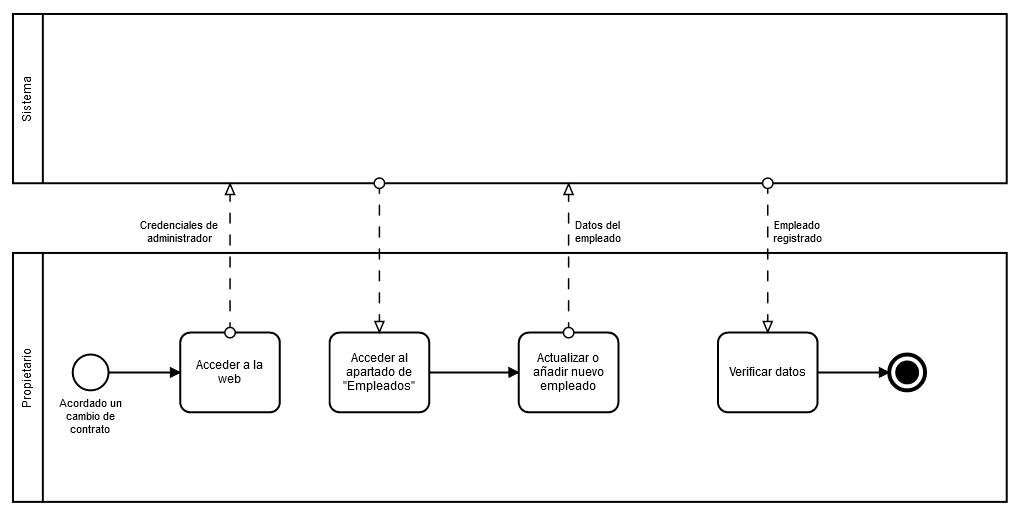 Sistema
Credenciales de
administrador
Datos del
empleado
Empleado
registrado
Propietario
Acordado un
cambio de
contrato
Acceder a la
web
Acceder al
apartado de
"Empleados"
Actualizar o
añadir nuevo
empleado
Verificar datos